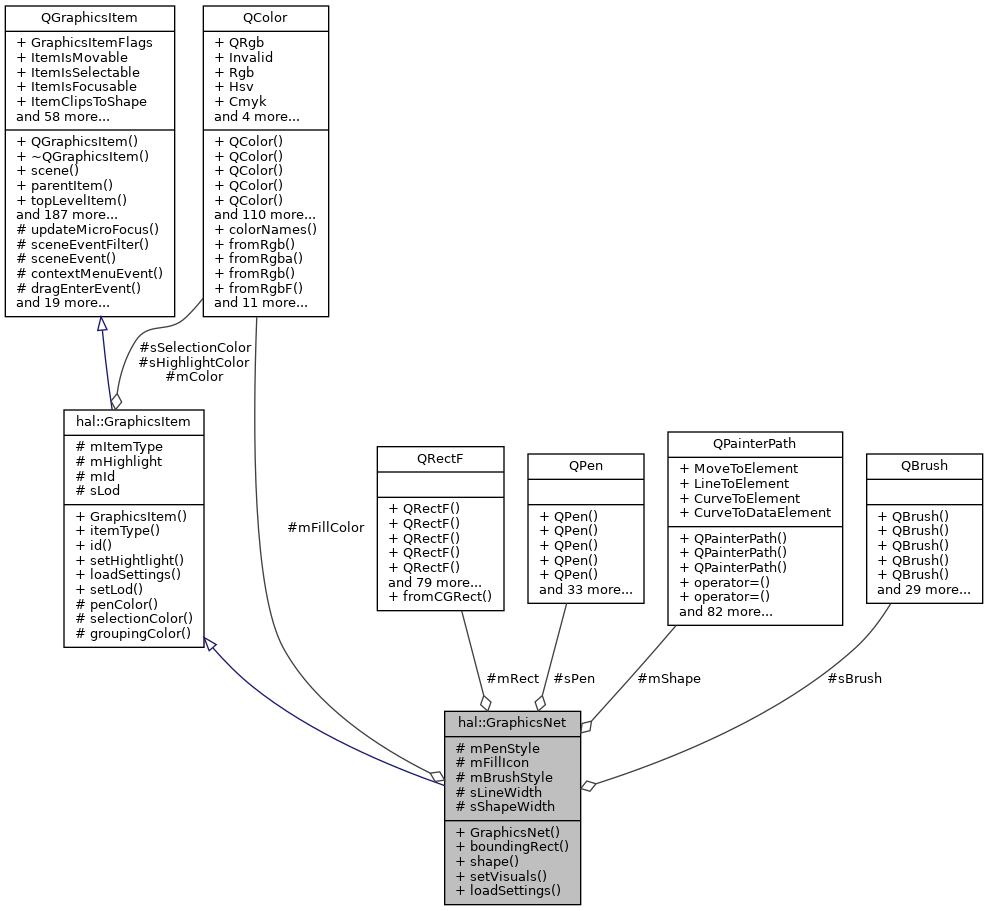 QGraphicsItem
+ GraphicsItemFlags
+ ItemIsMovable
+ ItemIsSelectable
+ ItemIsFocusable
+ ItemClipsToShape
and 58 more...
+ QGraphicsItem()
+ ~QGraphicsItem()
+ scene()
+ parentItem()
+ topLevelItem()
and 187 more...
# updateMicroFocus()
# sceneEventFilter()
# sceneEvent()
# contextMenuEvent()
# dragEnterEvent()
and 19 more...
QColor
+ QRgb
+ Invalid
+ Rgb
+ Hsv
+ Cmyk
and 4 more...
+ QColor()
+ QColor()
+ QColor()
+ QColor()
+ QColor()
and 110 more...
+ colorNames()
+ fromRgb()
+ fromRgba()
+ fromRgb()
+ fromRgbF()
and 11 more...
#sSelectionColor
#sHighlightColor
#mColor
hal::GraphicsItem
# mItemType
# mHighlight
# mId
# sLod
+ GraphicsItem()
+ itemType()
+ id()
+ setHightlight()
+ loadSettings()
+ setLod()
# penColor()
# selectionColor()
# groupingColor()
#mFillColor
QRectF
+ QRectF()
+ QRectF()
+ QRectF()
+ QRectF()
+ QRectF()
and 79 more...
+ fromCGRect()
QPen
+ QPen()
+ QPen()
+ QPen()
+ QPen()
+ QPen()
and 33 more...
QPainterPath
+ MoveToElement
+ LineToElement
+ CurveToElement
+ CurveToDataElement
+ QPainterPath()
+ QPainterPath()
+ QPainterPath()
+ operator=()
+ operator=()
and 82 more...
QBrush
+ QBrush()
+ QBrush()
+ QBrush()
+ QBrush()
+ QBrush()
and 29 more...
#mRect
#sPen
#mShape
#sBrush
hal::GraphicsNet
# mPenStyle
# mFillIcon
# mBrushStyle
# sLineWidth
# sShapeWidth
+ GraphicsNet()
+ boundingRect()
+ shape()
+ setVisuals()
+ loadSettings()